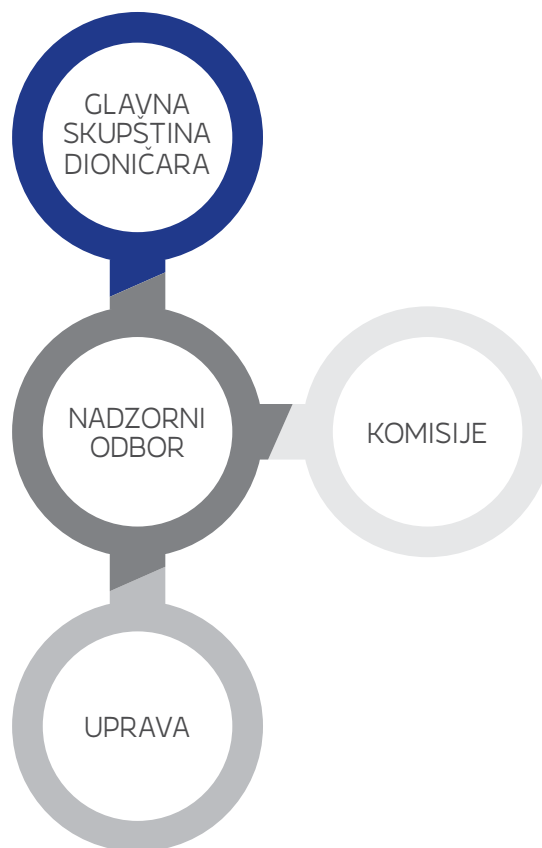 GLAVNA
SKUPŠTINA
DIONIČARA
NADZORNI
ODBOR
KOMISIJE
UPRAVA